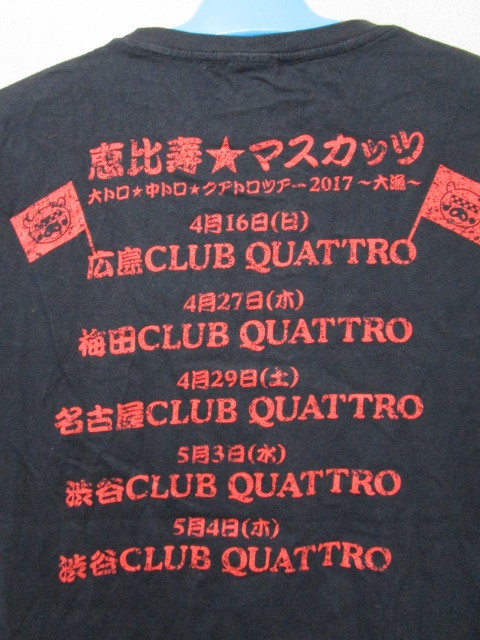 恵比寿★マスカッツ
大トロ★中トロ★クアトロツアー2017～大漁～
4月16日(日)
広島CLUB QUATTRO
4月27日(木)
梅田CLUB QUATTRO
4月29日(土)
名古屋CLUB QUATTRO
5月3日(水)
渋谷CLUB QUATTRO
5月4日(木)
渋谷CLUB QUATTRO